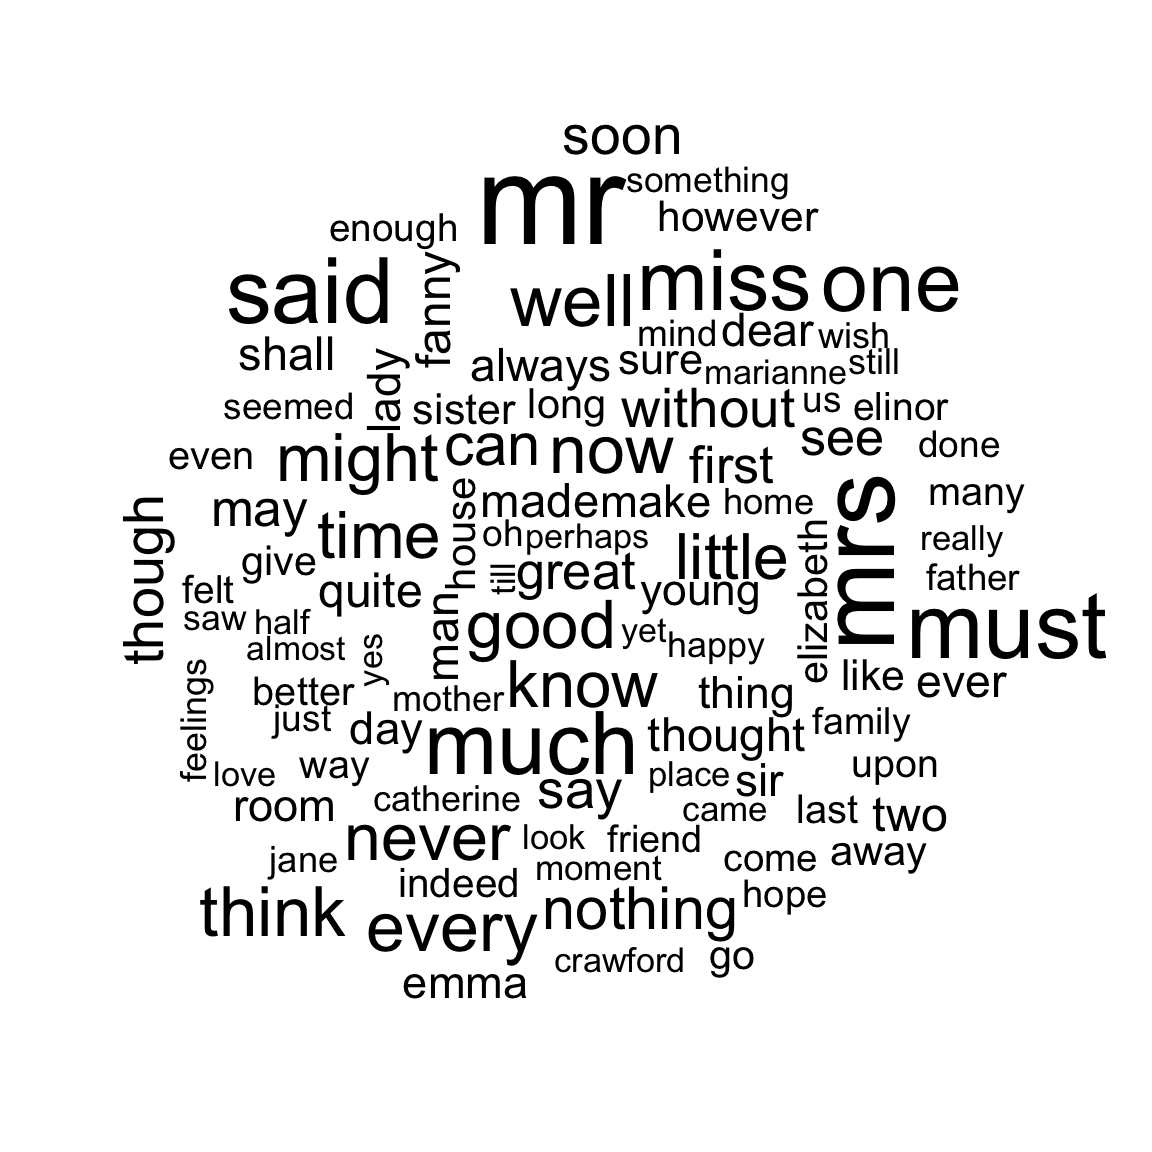 soon
mr
something
however
enough
said
fanny
well
miss
one
mind
dear
wish
shall
lady
always
sure
marianne
still
seemed
sister
long
without
us
elinor
even
might
can
now
first
see
done
though
may
time
house
made
make
home
mrs
many
give
quite
oh
perhaps
till
great
little
young
elizabeth
really
father
felt
saw
half
almost
yes
man
good
yet
happy
must
feelings
better
just
day
mother
know
thing
like
ever
much
thought
family
love
way
room
catherine
say
place
sir
upon
came
last
two
jane
never
look
friend
moment
come
away
indeed
think
every
nothing
hope
emma
crawford
go